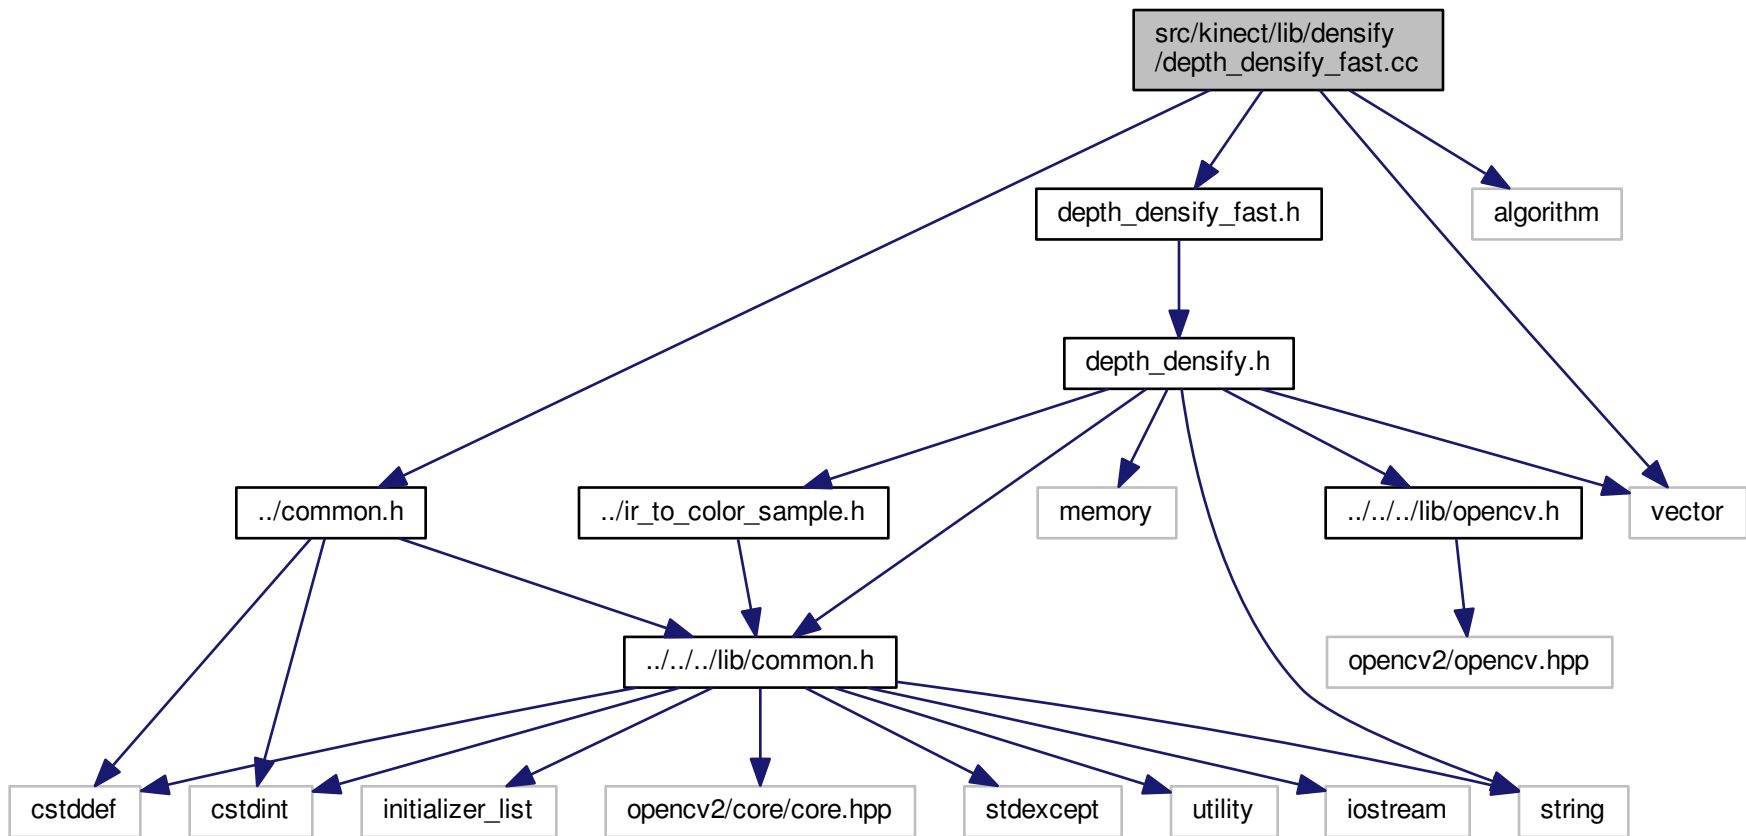 src/kinect/lib/densify
/depth_densify_fast.cc
depth_densify_fast.h
algorithm
depth_densify.h
../common.h
../ir_to_color_sample.h
memory
../../../lib/opencv.h
vector
../../../lib/common.h
opencv2/opencv.hpp
cstddef
cstdint
initializer_list
opencv2/core/core.hpp
stdexcept
utility
iostream
string